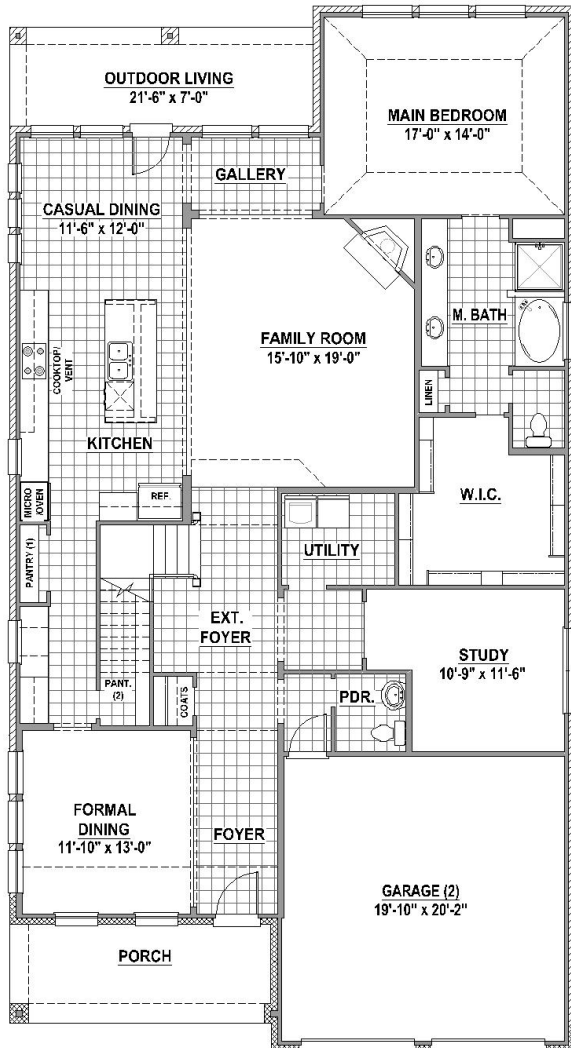 OUTDOOR LIVING
21'-6" x 7'-0"
MAIN BEDROOM
17'-0" x 14'-0"
GALLERY
CASUAL DINING
11'-6" x 12'-0"
M. BATH
FAMILY ROOM
15'-10" x 19'-0"
COOKTOP/
VENT
LINEN
KITCHEN
W.I.C.
REF.
MICRO
/OVEN
UTILITY
PANTRY (1)
EXT.
FOYER
STUDY
10'-9" x 11'-6"
PANT.
(2)
COATS
PDR.
FORMAL
DINING
11'-10" x 13'-0"
FOYER
GARAGE (2)
19'-10" x 20'-2"
PORCH